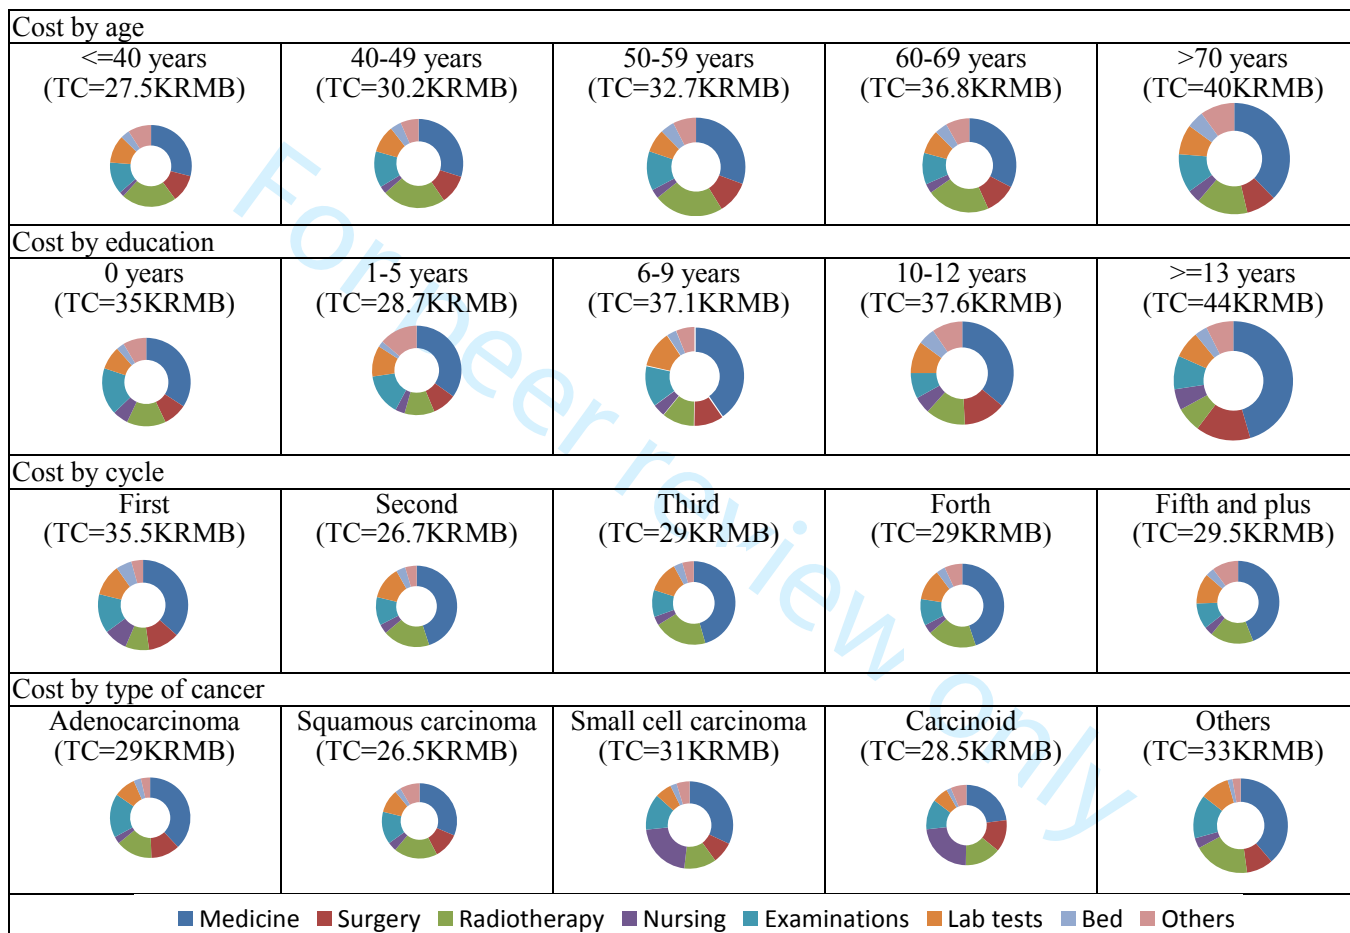 Cost by age
<=40 years
(TC=27.5KRMB)
40-49 years
(TC=30.2KRMB)
50-59 years
(TC=32.7KRMB)
60-69 years
(TC=36.8KRMB)
>70 years
(TC=40KRMB)
Cost by education
0 years
(TC=35KRMB)
1-5 years
(TC=28.7KRMB)
6-9 years
(TC=37.1KRMB)
10-12 years
(TC=37.6KRMB)
>=13 years
(TC=44KRMB)
Cost by cycle
First
(TC=35.5KRMB)
Second
(TC=26.7KRMB)
Third
(TC=29KRMB)
Forth
(TC=29KRMB)
Fifth and plus
(TC=29.5KRMB)
Cost by type of cancer
Adenocarcinoma
(TC=29KRMB)
Squamous carcinoma
(TC=26.5KRMB)
Small cell carcinoma
(TC=31KRMB)
Carcinoid
(TC=28.5KRMB)
Others
(TC=33KRMB)
Medicine Surgery Radiotherapy Nursing Examinations Lab tests Bed Others
For peer review only